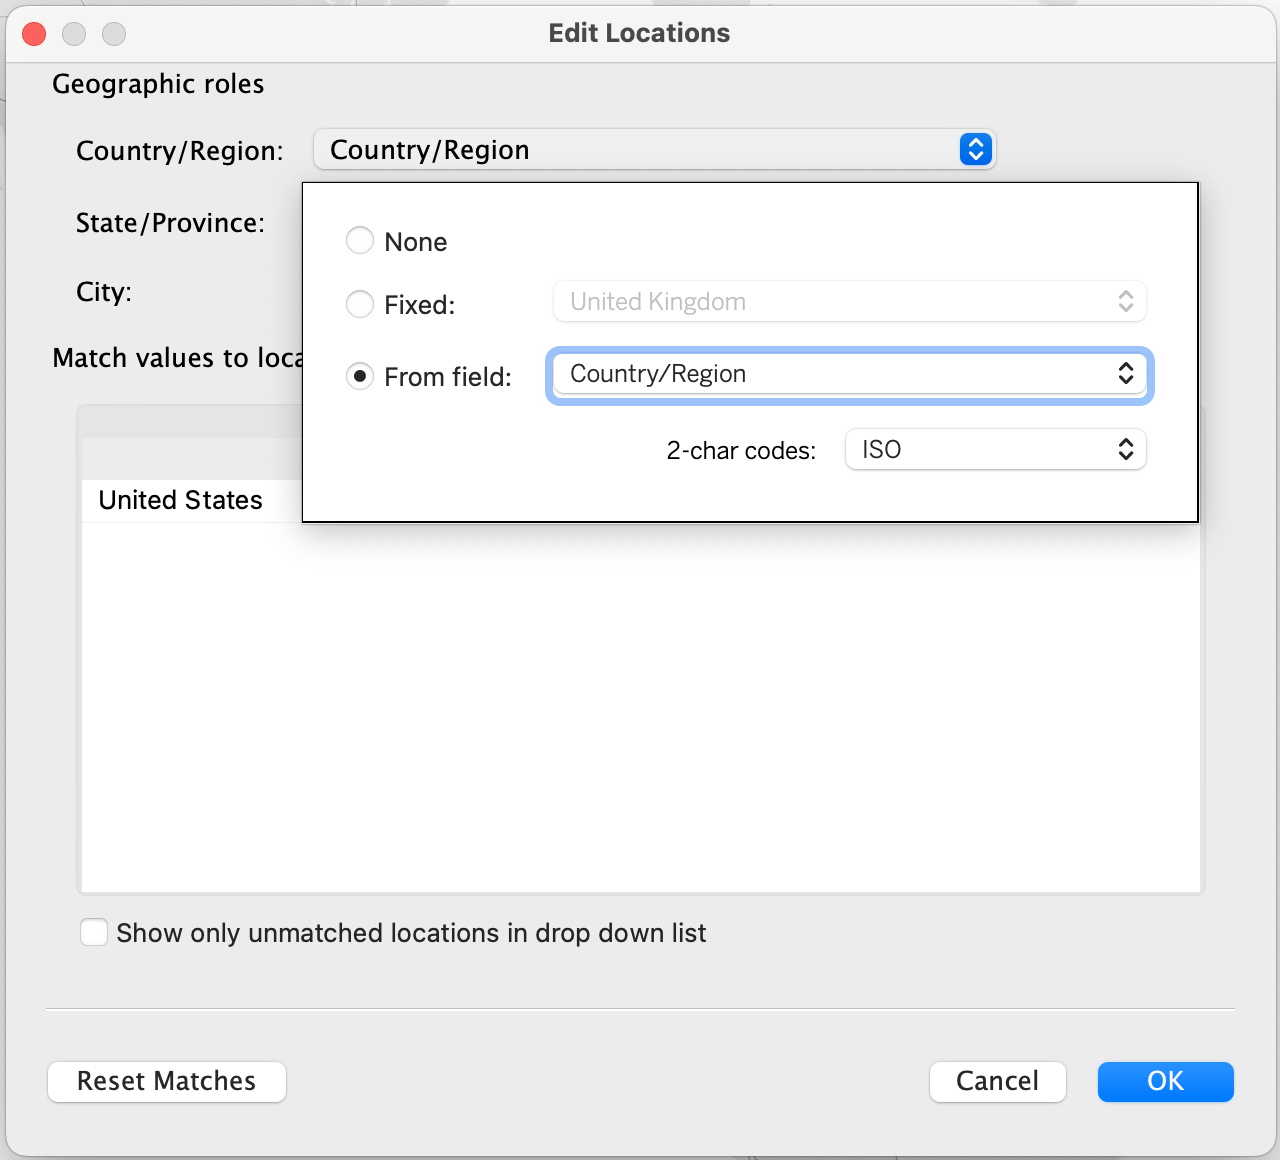 Edit Locations
Geographic roles
Country/Region: Country/Region
State/Province:
None
City:
Fixed: United Kingdom
Match values to loca
From field: Country/Region
2-char codes: ISO
United States
Show only unmatched locations in drop down list
Reset Matches Cancel OK